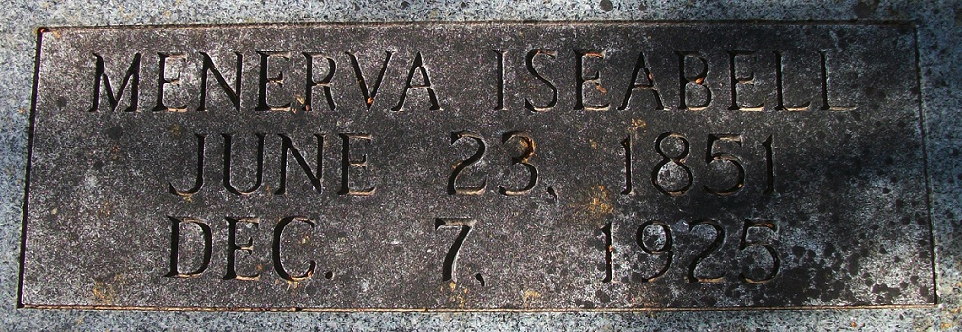 MENERVA ISEABELL
JUNE 23, 1851
DEC. 7, 1925